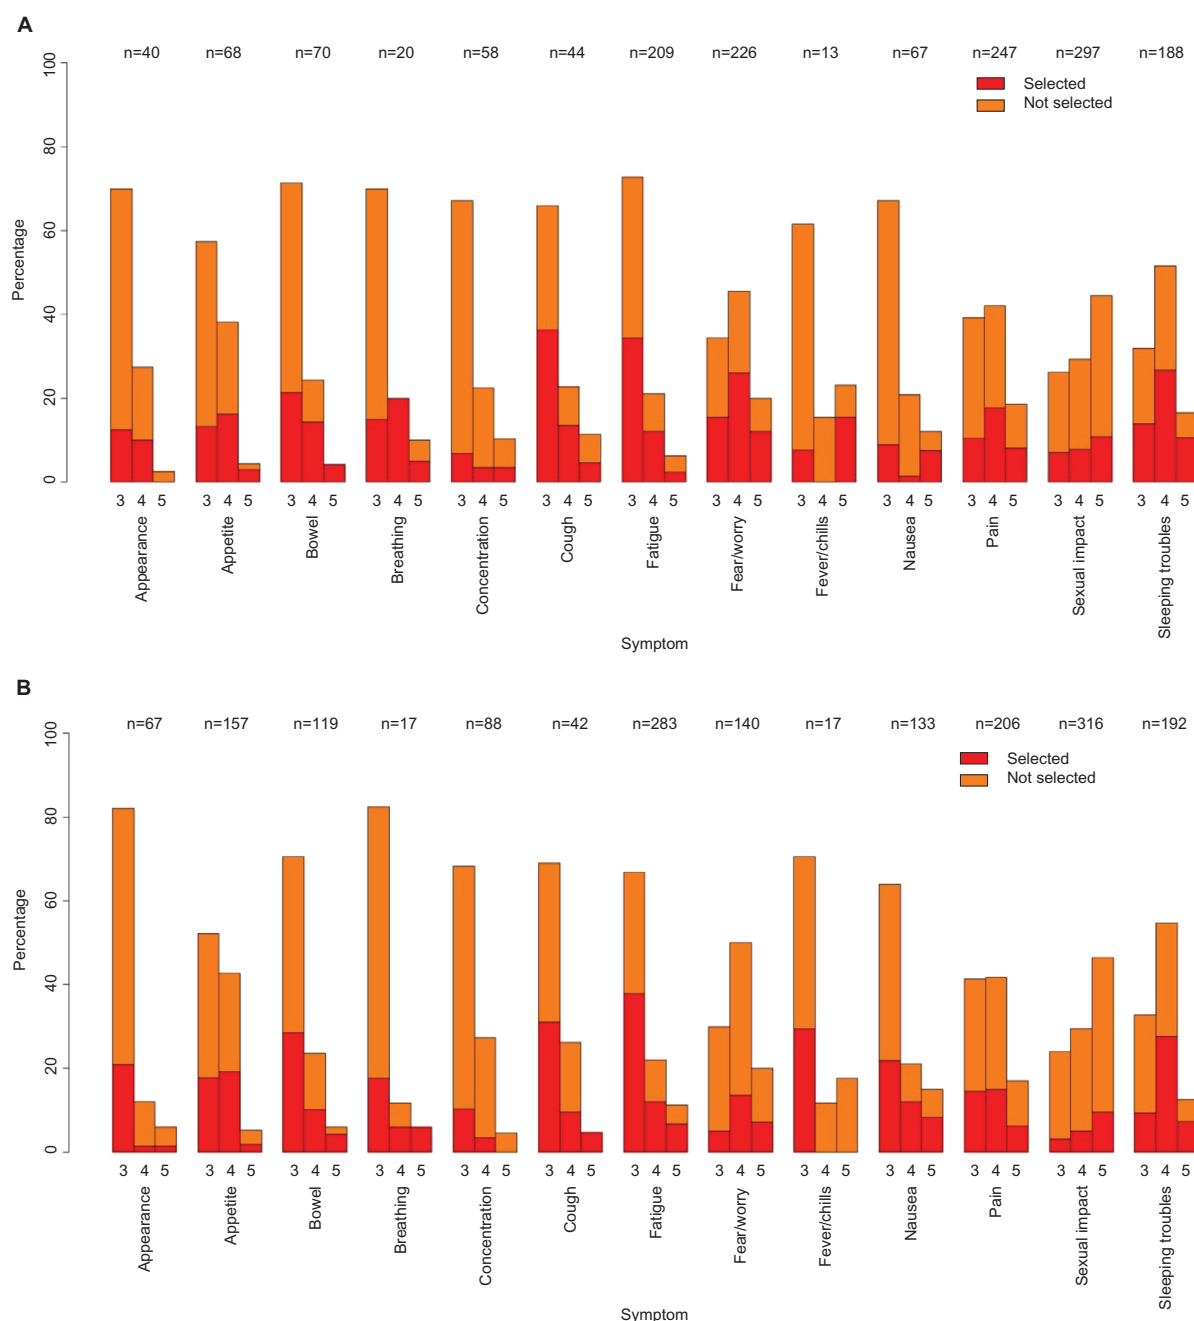 A
n=40 n=68 n=70 n=20 n=58 n=44 n=209 n=226 n=13 n=67 n=247 n=297 n=188
100
80
60
40
20
0
Percentage
Selected
Not selected
3 4 5 3 4 5 3 4 5 3 4 5 3 4 5 3 4 5 3 4 5 3 4 5 3 4 5 3 4 5 3 4 5 3 4 5 3 4 5
Appearance
Appetite
Bowel
Breathing
Concentration
Cough
Fatigue
Fear/worry
Fever/chills
Nausea
Pain
Sexual impact
Sleeping troubles
Symptom
B
n=67 n=157 n=119 n=17 n=88 n=42 n=283 n=140 n=17 n=133 n=206 n=316 n=192
100
80
60
40
20
0
Percentage
Selected
Not selected
3 4 5 3 4 5 3 4 5 3 4 5 3 4 5 3 4 5 3 4 5 3 4 5 3 4 5 3 4 5 3 4 5 3 4 5 3 4 5
Appearance
Appetite
Bowel
Breathing
Concentration
Cough
Fatigue
Fear/worry
Fever/chills
Nausea
Pain
Sexual impact
Sleeping troubles
Symptom